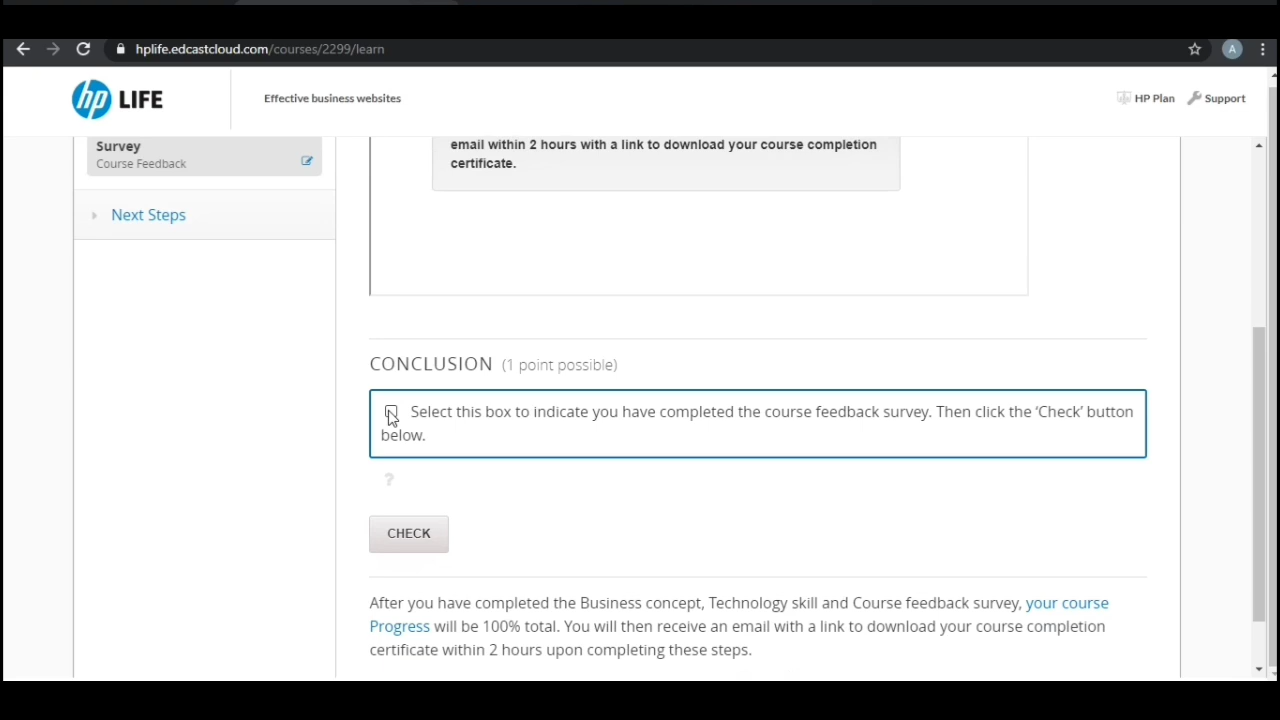 hplife.edcastcloud.com/courses/2299/learn
A
hp LIFE
Effective business websites
HP Plan
Support
Survey
Course Feedback
Next Steps
email within 2 hours with a link to download your course completion
certificate.
CONCLUSION (1 point possible)
Select this box to indicate you have completed the course feedback survey. Then click the ‘Check’ button
below.
?
CHECK
After you have completed the Business concept, Technology skill and Course feedback survey, your course
Progress will be 100% total. You will then receive an email with a link to download your course completion
certificate within 2 hours upon completing these steps.